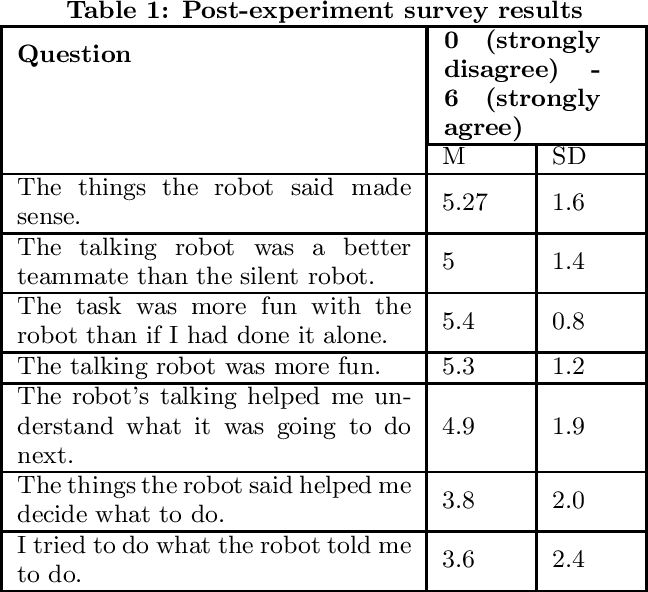 Table 1: Post-experiment survey results
Question
0 (strongly
disagree) -
6 (strongly
agree)
M SD
The things the robot said made
sense.
5.27 1.6
The talking robot was a better
teammate than the silent robot.
5 1.4
The task was more fun with the
robot than if I had done it alone.
5.4 0.8
The talking robot was more fun. 5.3 1.2
The robot's talking helped me un-
derstand what it was going to do
next.
4.9 1.9
The things the robot said helped me
decide what to do.
3.8 2.0
I tried to do what the robot told me
to do.
3.6 2.4